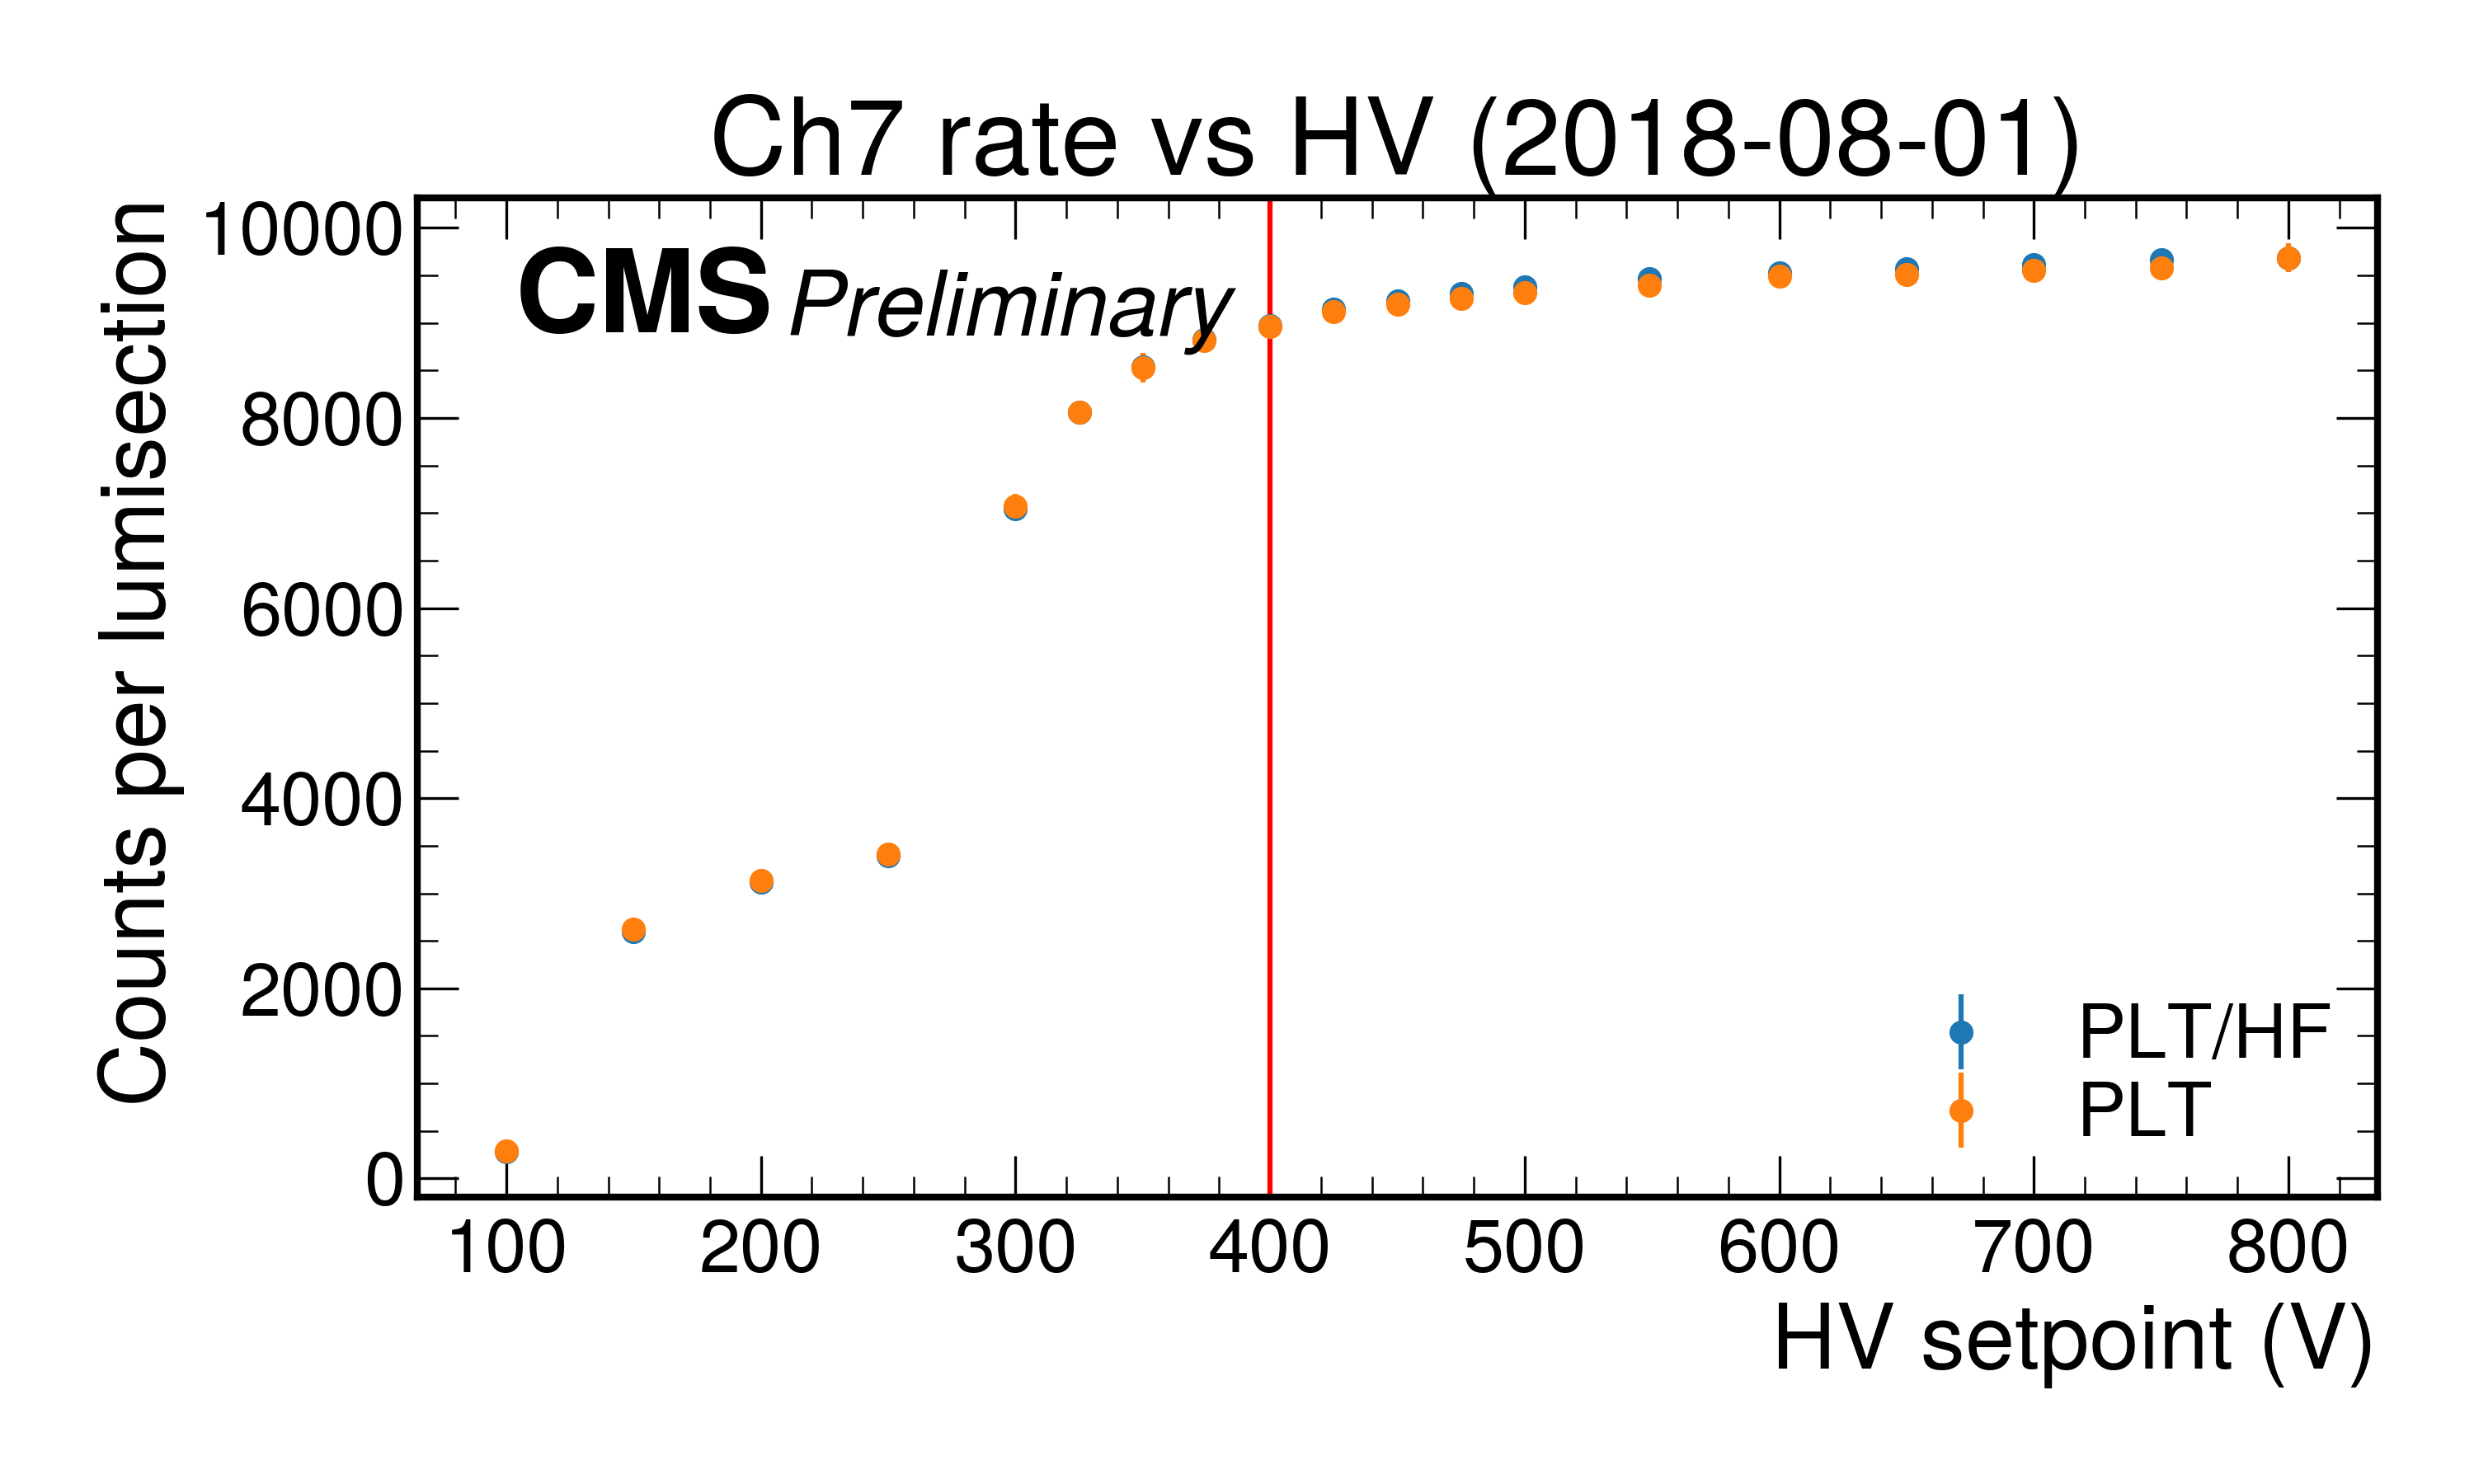 Ch7 rate vs HV (2018-08-01)
CMS Preliminary
Counts per lumisection
10000
8000
6000
4000
2000
0
PLT/HF
PLT
100 200 300 400 500 600 700 800
HV setpoint (V)